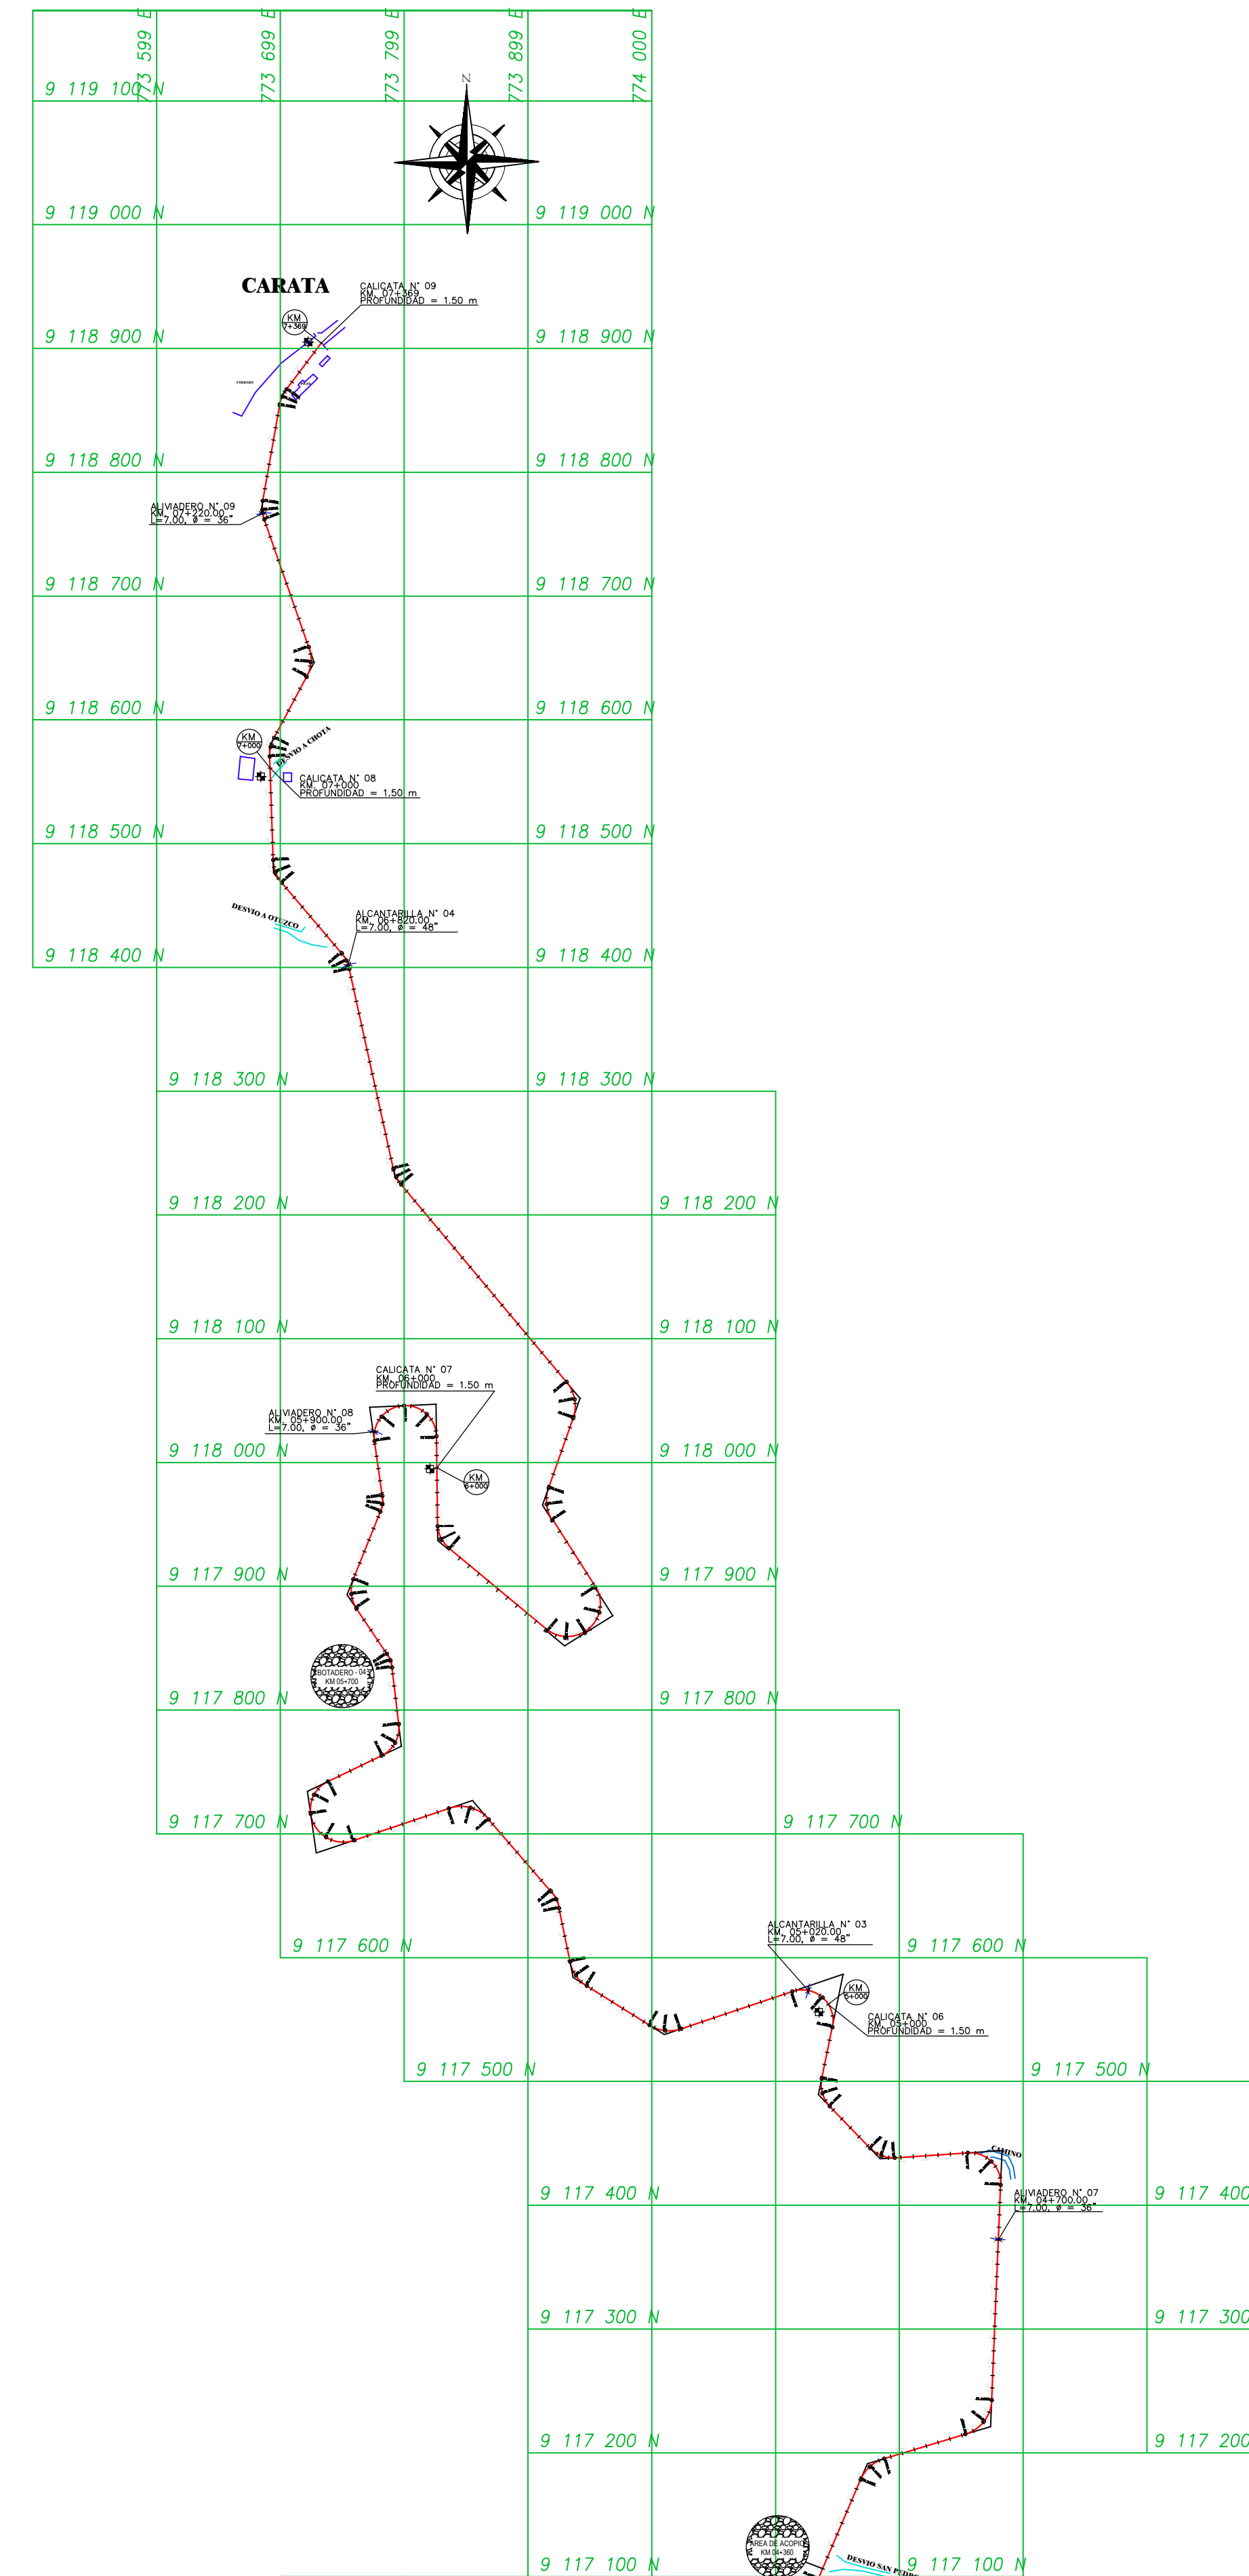 773 599 E
773 699 E
773 799 E
773 899 E
774 000 E
9 119 100 N
N
9 119 000 N
9 119 000 N
CARATA
CALICATA N° 09
KM. 07+369
PROFUNDIDAD = 1.50 m
KM
7+369
9 118 900 N
9 118 900 N
COLEGIO
9 118 800 N
9 118 800 N
ALIVIADERO N° 09
KM. 07+220.00
L=7.00, ø = 36"
9 118 700 N
9 118 700 N
9 118 600 N
9 118 600 N
KM
7+000
DESVIO A CHOTA
CALICATA N° 08
KM. 07+000
PROFUNDIDAD = 1.50 m
9 118 500 N
9 118 500 N
DESVIO A OTUZCO
ALCANTARILLA N° 04
KM. 06+820.00
L=7.00, ø = 48"
9 118 400 N
9 118 400 N
9 118 300 N
9 118 300 N
9 118 200 N
9 118 200 N
9 118 100 N
9 118 100 N
CALICATA N° 07
KM. 06+000
PROFUNDIDAD = 1.50 m
ALIVIADERO N° 08
KM. 05+900.00
L=7.00, ø = 36"
9 118 000 N
9 118 000 N
KM
6+000
9 117 900 N
9 117 900 N
BOTADERO - 04
KM 05+700
9 117 800 N
9 117 800 N
9 117 700 N
9 117 700 N
ALCANTARILLA N° 03
KM. 05+020.00
L=7.00, ø = 48"
9 117 600 N
9 117 600 N
KM
5+000
CALICATA N° 06
KM. 05+000
PROFUNDIDAD = 1.50 m
9 117 500 N
9 117 500 N
CAMINO
9 117 400 N
9 117 400
ALIVIADERO N° 07
KM. 04+700.00
L=7.00, ø = 36"
9 117 300 N
9 117 300
9 117 200 N
9 117 200
AREA DE ACOPIO
KM 04+360
DESVIO SAN PEDRO
9 117 100 N
9 117 100 N